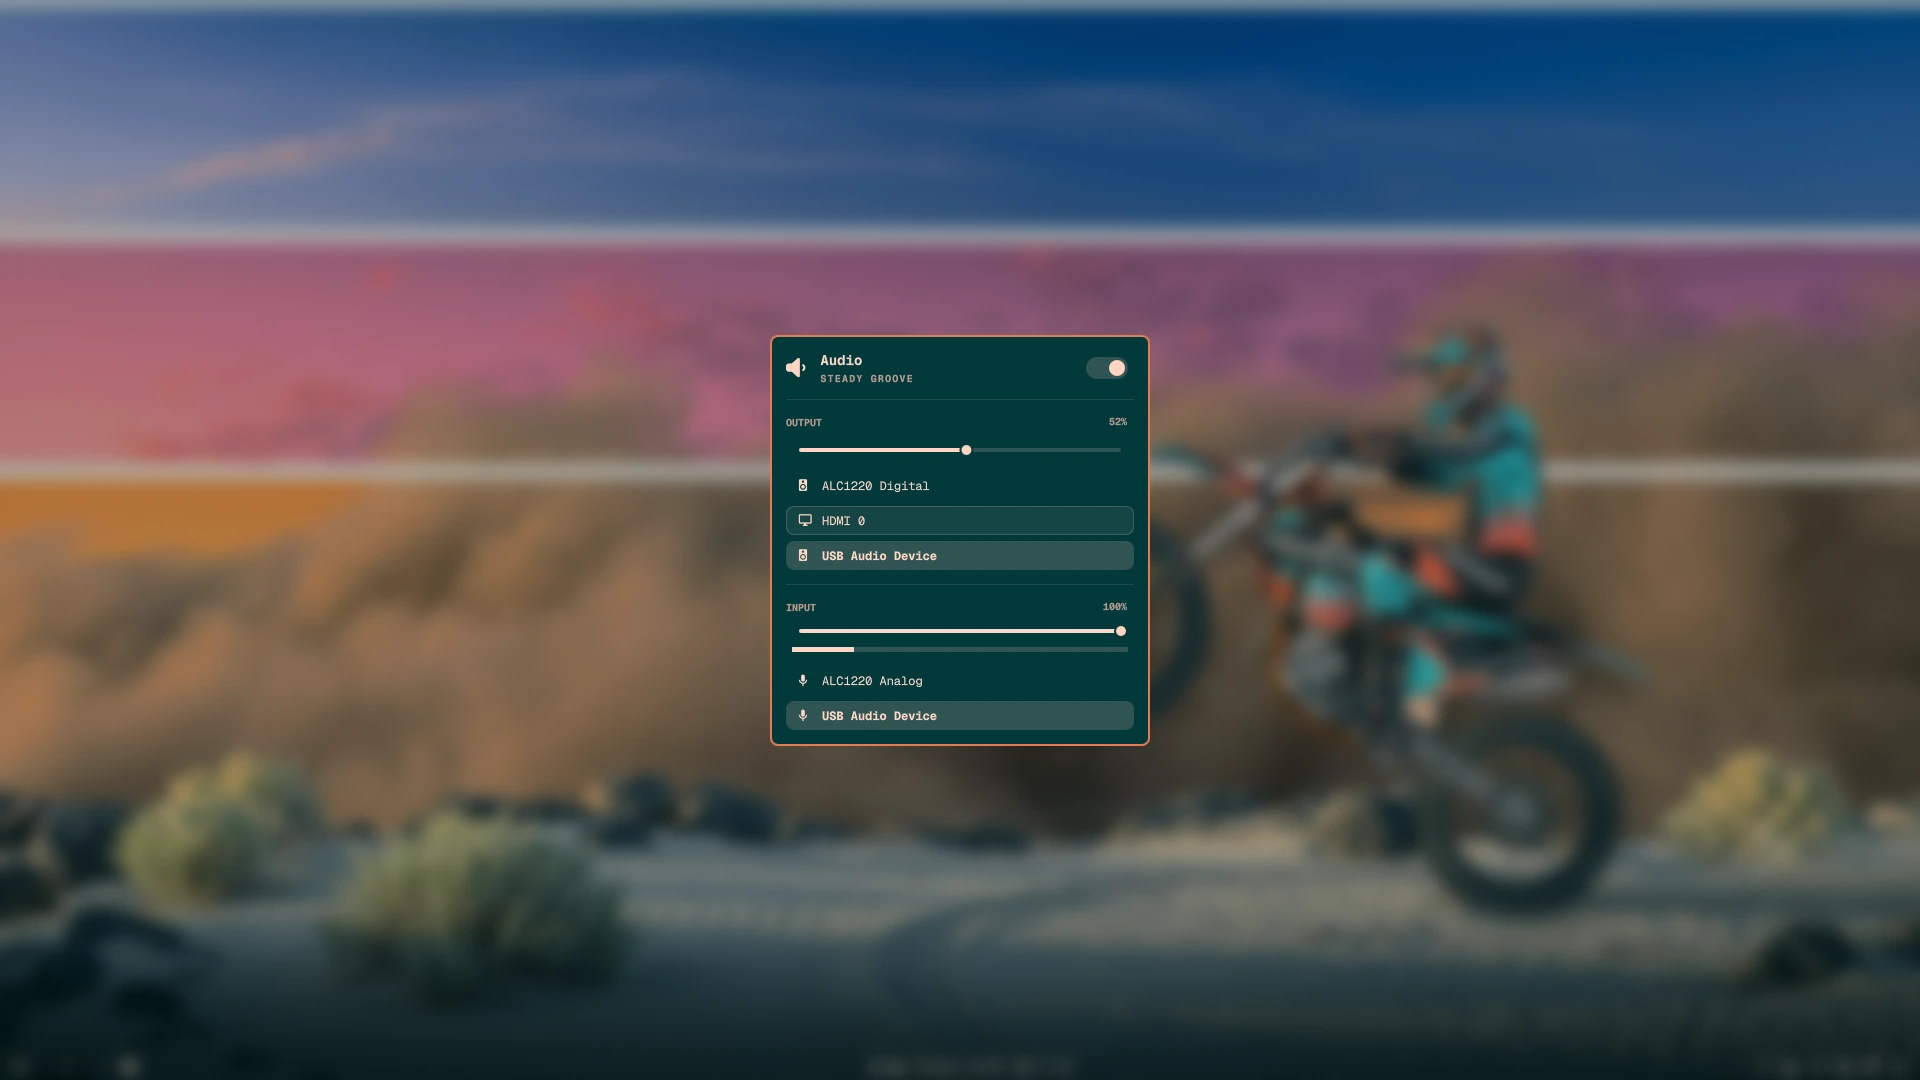 Audio
STEADY GROOVE
OUTPUT 52%
ALC1220 Digital
HDMI 0
USB Audio Device
INPUT 100%
ALC1220 Analog
USB Audio Device